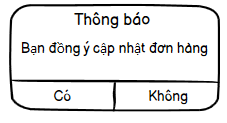 Thông báo
Bạn đồng ý cập nhật đơn hàng
Có
Không